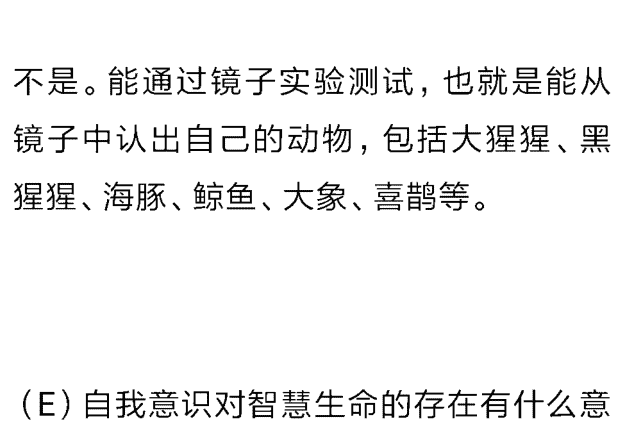 不是。能通过镜子实验测试，也就是能从
镜子中认出自己的动物，包括大猩猩、黑
猩猩、海豚、鲸鱼、大象、喜鹊等。
（E）自我意识对智慧生命的存在有什么意